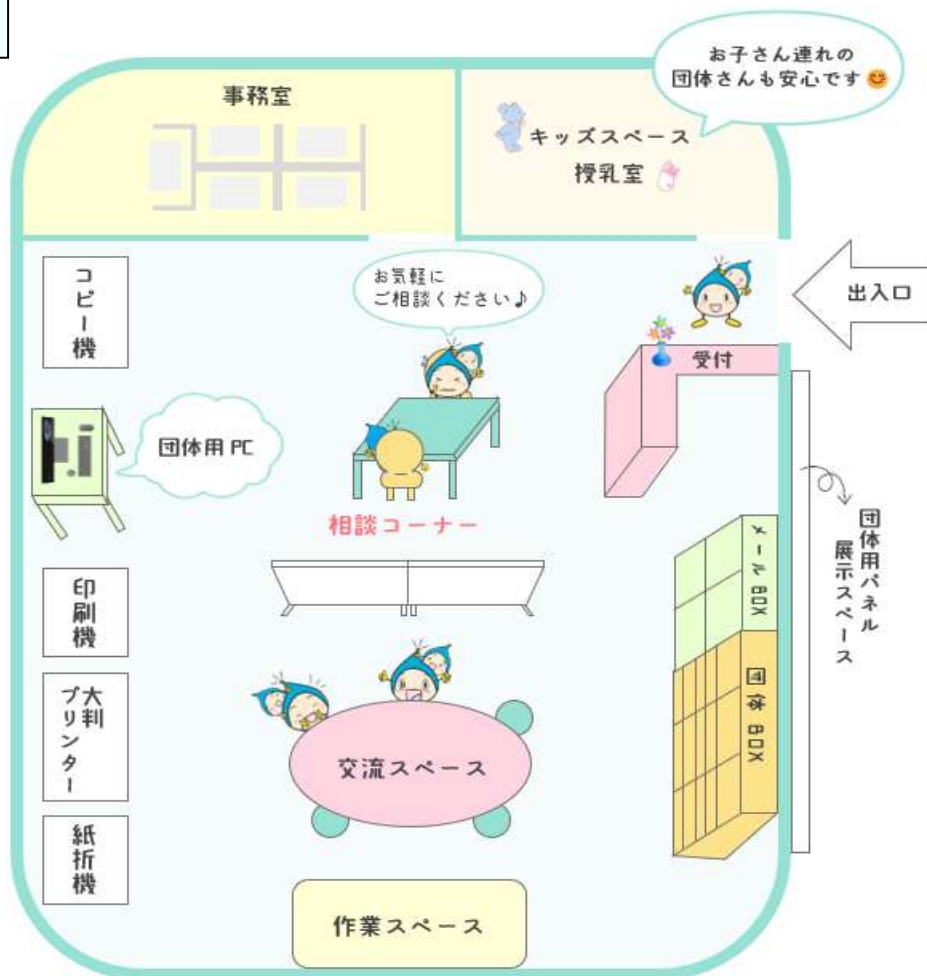 お子さん連れの
団体さんも安心です😊
事務室
キッズスペース
授乳室
お気軽に
ご相談ください♪
出入口
コピー機
受付
団体用PC
相談コーナー
団体用パネル
展示スペース
メールBOX
印刷機
団体BOX
大判
プリンター
交流スペース
紙折機
作業スペース